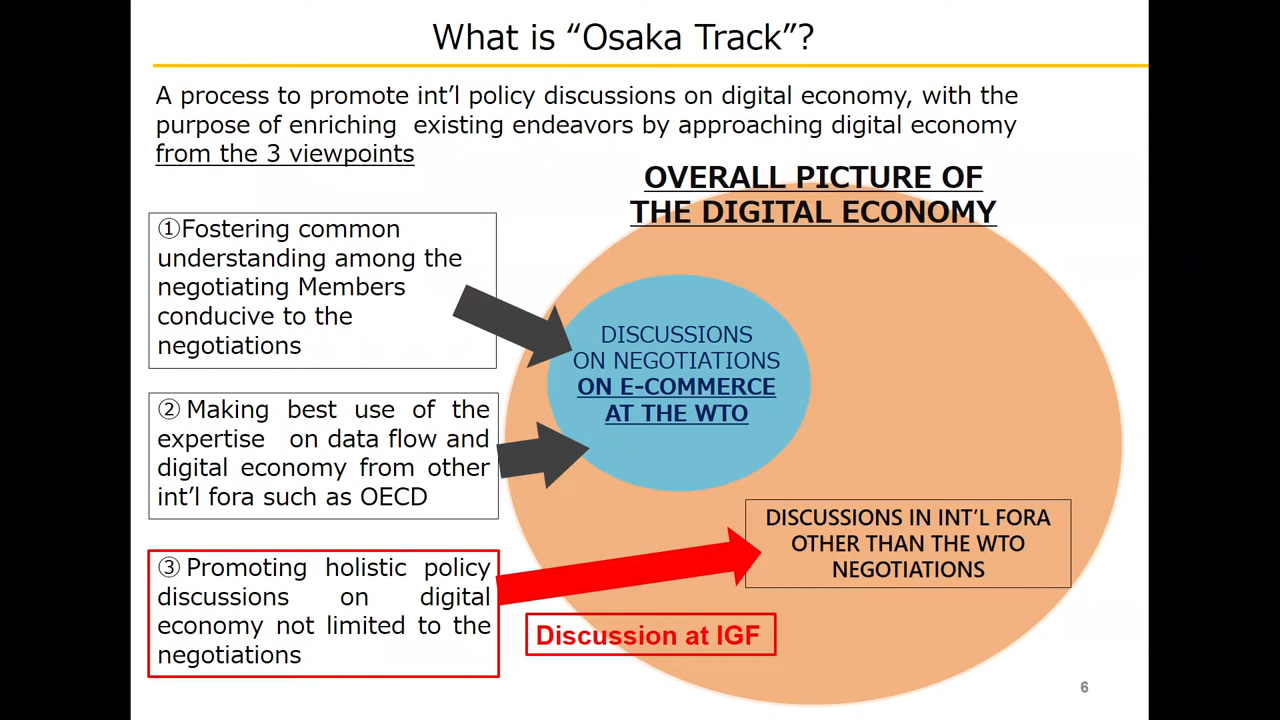 What is “Osaka Track”?
A process to promote int’l policy discussions on digital economy, with the
purpose of enriching existing endeavors by approaching digital economy
from the 3 viewpoints
OVERALL PICTURE OF
THE DIGITAL ECONOMY
①Fostering common
understanding among the
negotiating Members
conducive to the
negotiations
DISCUSSIONS
ON NEGOTIATIONS
ON E-COMMERCE
AT THE WTO
② Making best use of the
expertise on data flow and
digital economy from other
int’l fora such as OECD
DISCUSSIONS IN INT’L FORA
OTHER THAN THE WTO
NEGOTIATIONS
③ Promoting holistic policy
discussions on digital
economy not limited to the
negotiations
Discussion at IGF
6